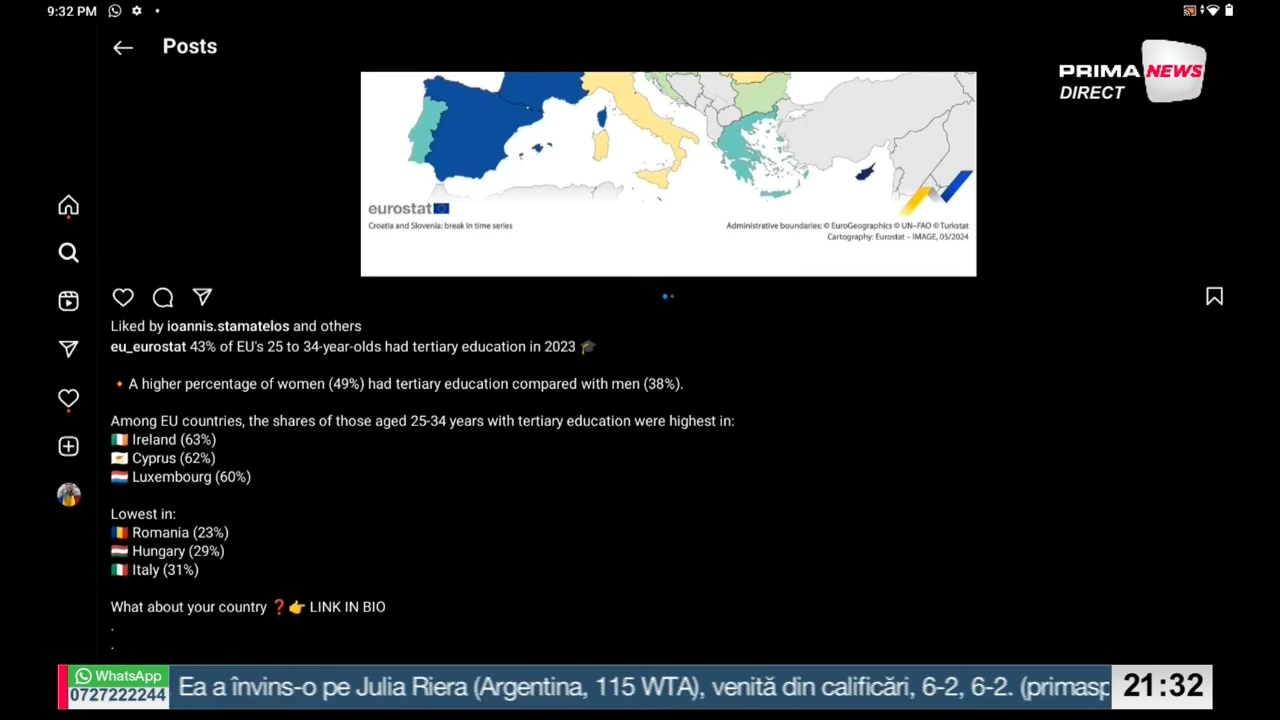 9:32 PM
Posts
PRIMA NEWS
DIRECT
eurostat
Croatia and Slovenia: break in time series
Administrative boundaries: © EuroGeographics © UN–FAO © Turkstat
Cartography: Eurostat – IMAGE, 05/2024
Liked by ioannis.stamatelos and others
eu_eurostat 43% of EU's 25 to 34-year-olds had tertiary education in 2023 🎓
🔸A higher percentage of women (49%) had tertiary education compared with men (38%).
Among EU countries, the shares of those aged 25-34 years with tertiary education were highest in:
🇮🇪 Ireland (63%)
🇨🇾 Cyprus (62%)
🇱🇺 Luxembourg (60%)
Lowest in:
🇷🇴 Romania (23%)
🇭🇺 Hungary (29%)
🇮🇹 Italy (31%)
What about your country ❓👉 LINK IN BIO
.
.
WhatsApp
0727222244
Ea a învins-o pe Julia Riera (Argentina, 115 WTA), venită din calificări, 6-2, 6-2. (primasp
21:32